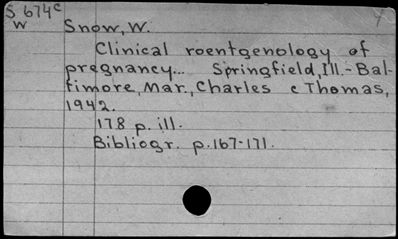 S 674c
W
Snow, W.
Clinical roentgenology of
pregnancy... Springfield, Ill.-Bal-
timore, Mar., Charles c Thomas,
1942.
178 p. ill.
Bibliogr. p. 167-171.